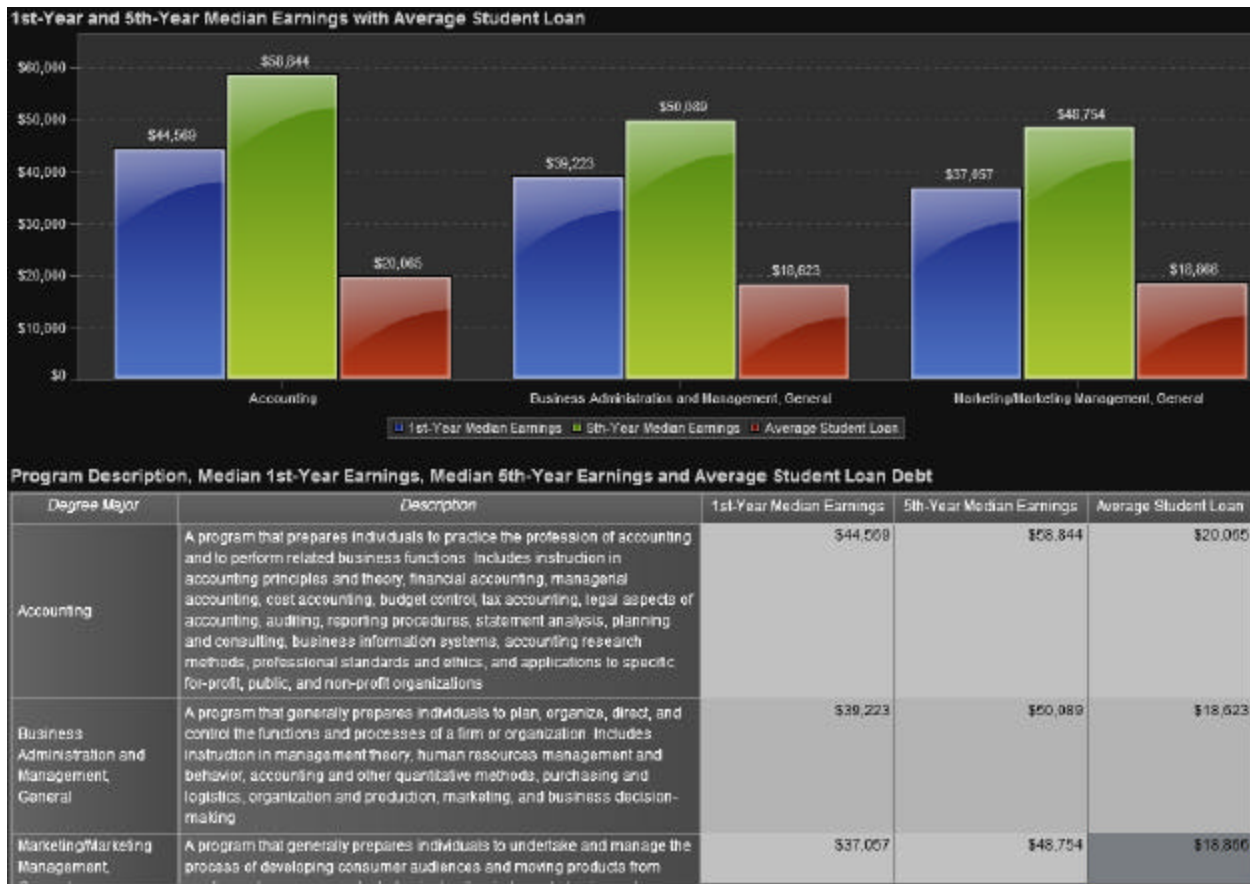 1st-Year and 5th-Year Median Earnings with Average Student Loan
$60,000
$50,000
$40,000
$30,000
$20,000
$10,000
$0
$44,569
$58,844
$20,065
$39,223
$50,089
$18,623
$37,057
$48,754
$18,866
Accounting
Business Administration and Management, General
Marketing/Marketing Management, General
1st-Year Median Earnings 5th-Year Median Earnings Average Student Loan
Program Description, Median 1st-Year Earnings, Median 5th-Year Earnings and Average Student Loan Debt
Degree Major Description 1st-Year Median Earnings 5th-Year Median Earnings Average Student Loan
Accounting
A program that prepares individuals to practice the profession of accounting
and to perform related business functions. Includes instruction in
accounting principles and theory, financial accounting, managerial
accounting, cost accounting, budget control, tax accounting, legal aspects of
accounting, auditing, reporting procedures, statement analysis, planning
and consulting, business information systems, accounting research
methods, professional standards and ethics, and applications to specific
for-profit, public, and non-profit organizations
$44,569 $58,844 $20,065
Business
Administration and
Management,
General
A program that generally prepares individuals to plan, organize, direct, and
control the functions and processes of a firm or organization. Includes
instruction in management theory, human resources management and
behavior, accounting and other quantitative methods, purchasing and
logistics, organization and production, marketing, and business decision-
making
$39,223 $50,089 $18,623
Marketing/Marketing
Management,
A program that generally prepares individuals to undertake and manage the
process of developing consumer audiences and moving products from
$37,057 $48,754 $18,866